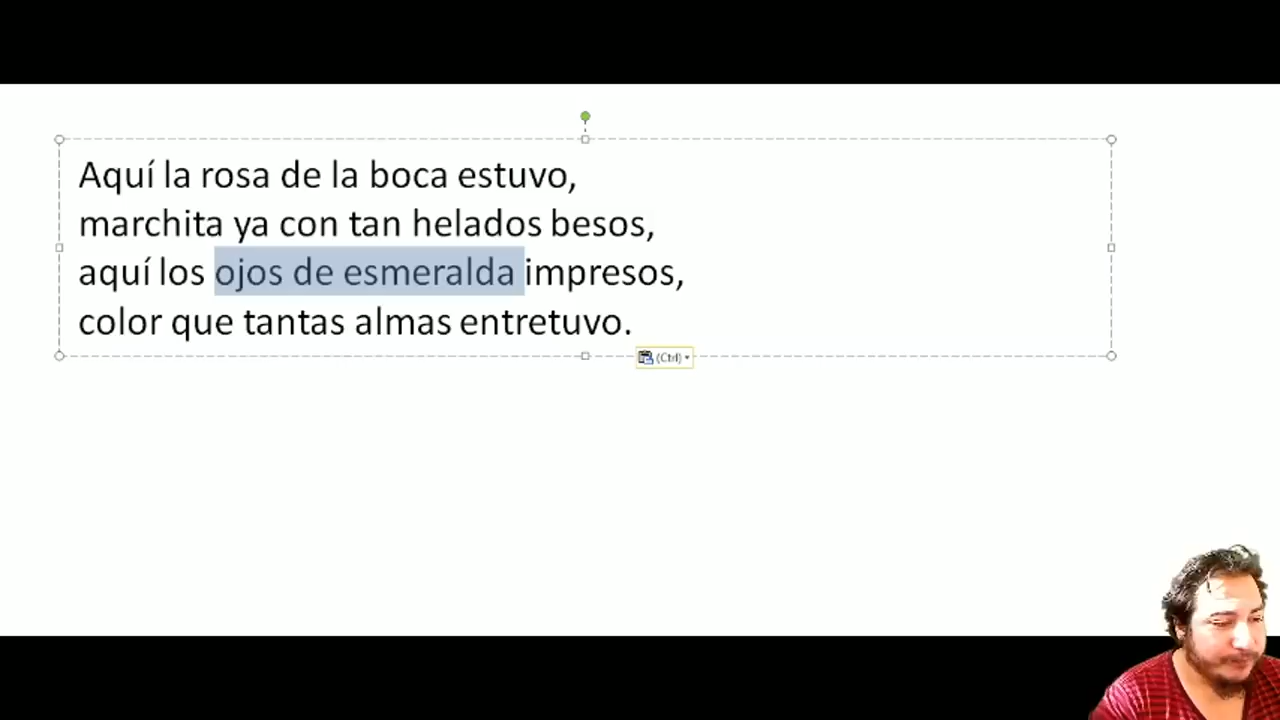 Aquí la rosa de la boca estuvo,
marchita ya con tan helados besos,
aquí los ojos de esmeralda impresos,
color que tantas almas entretuvo.
(Ctrl)